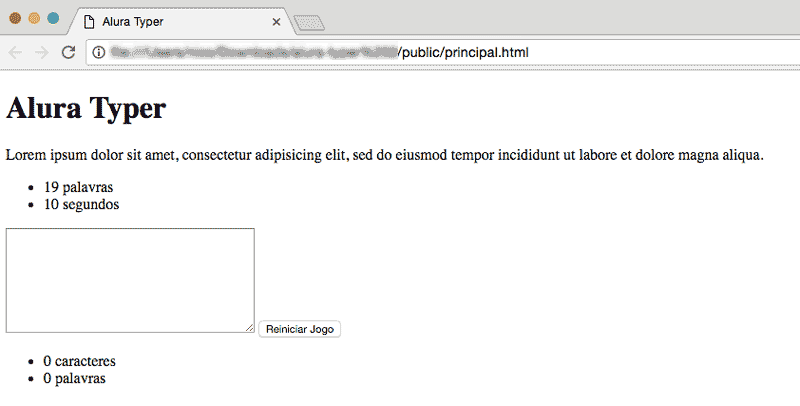 Alura Typer
/public/principal.html
Alura Typer
Lorem ipsum dolor sit amet, consectetur adipisicing elit, sed do eiusmod tempor incididunt ut labore et dolore magna aliqua.
19 palavras
10 segundos
Reiniciar Jogo
0 caracteres
0 palavras